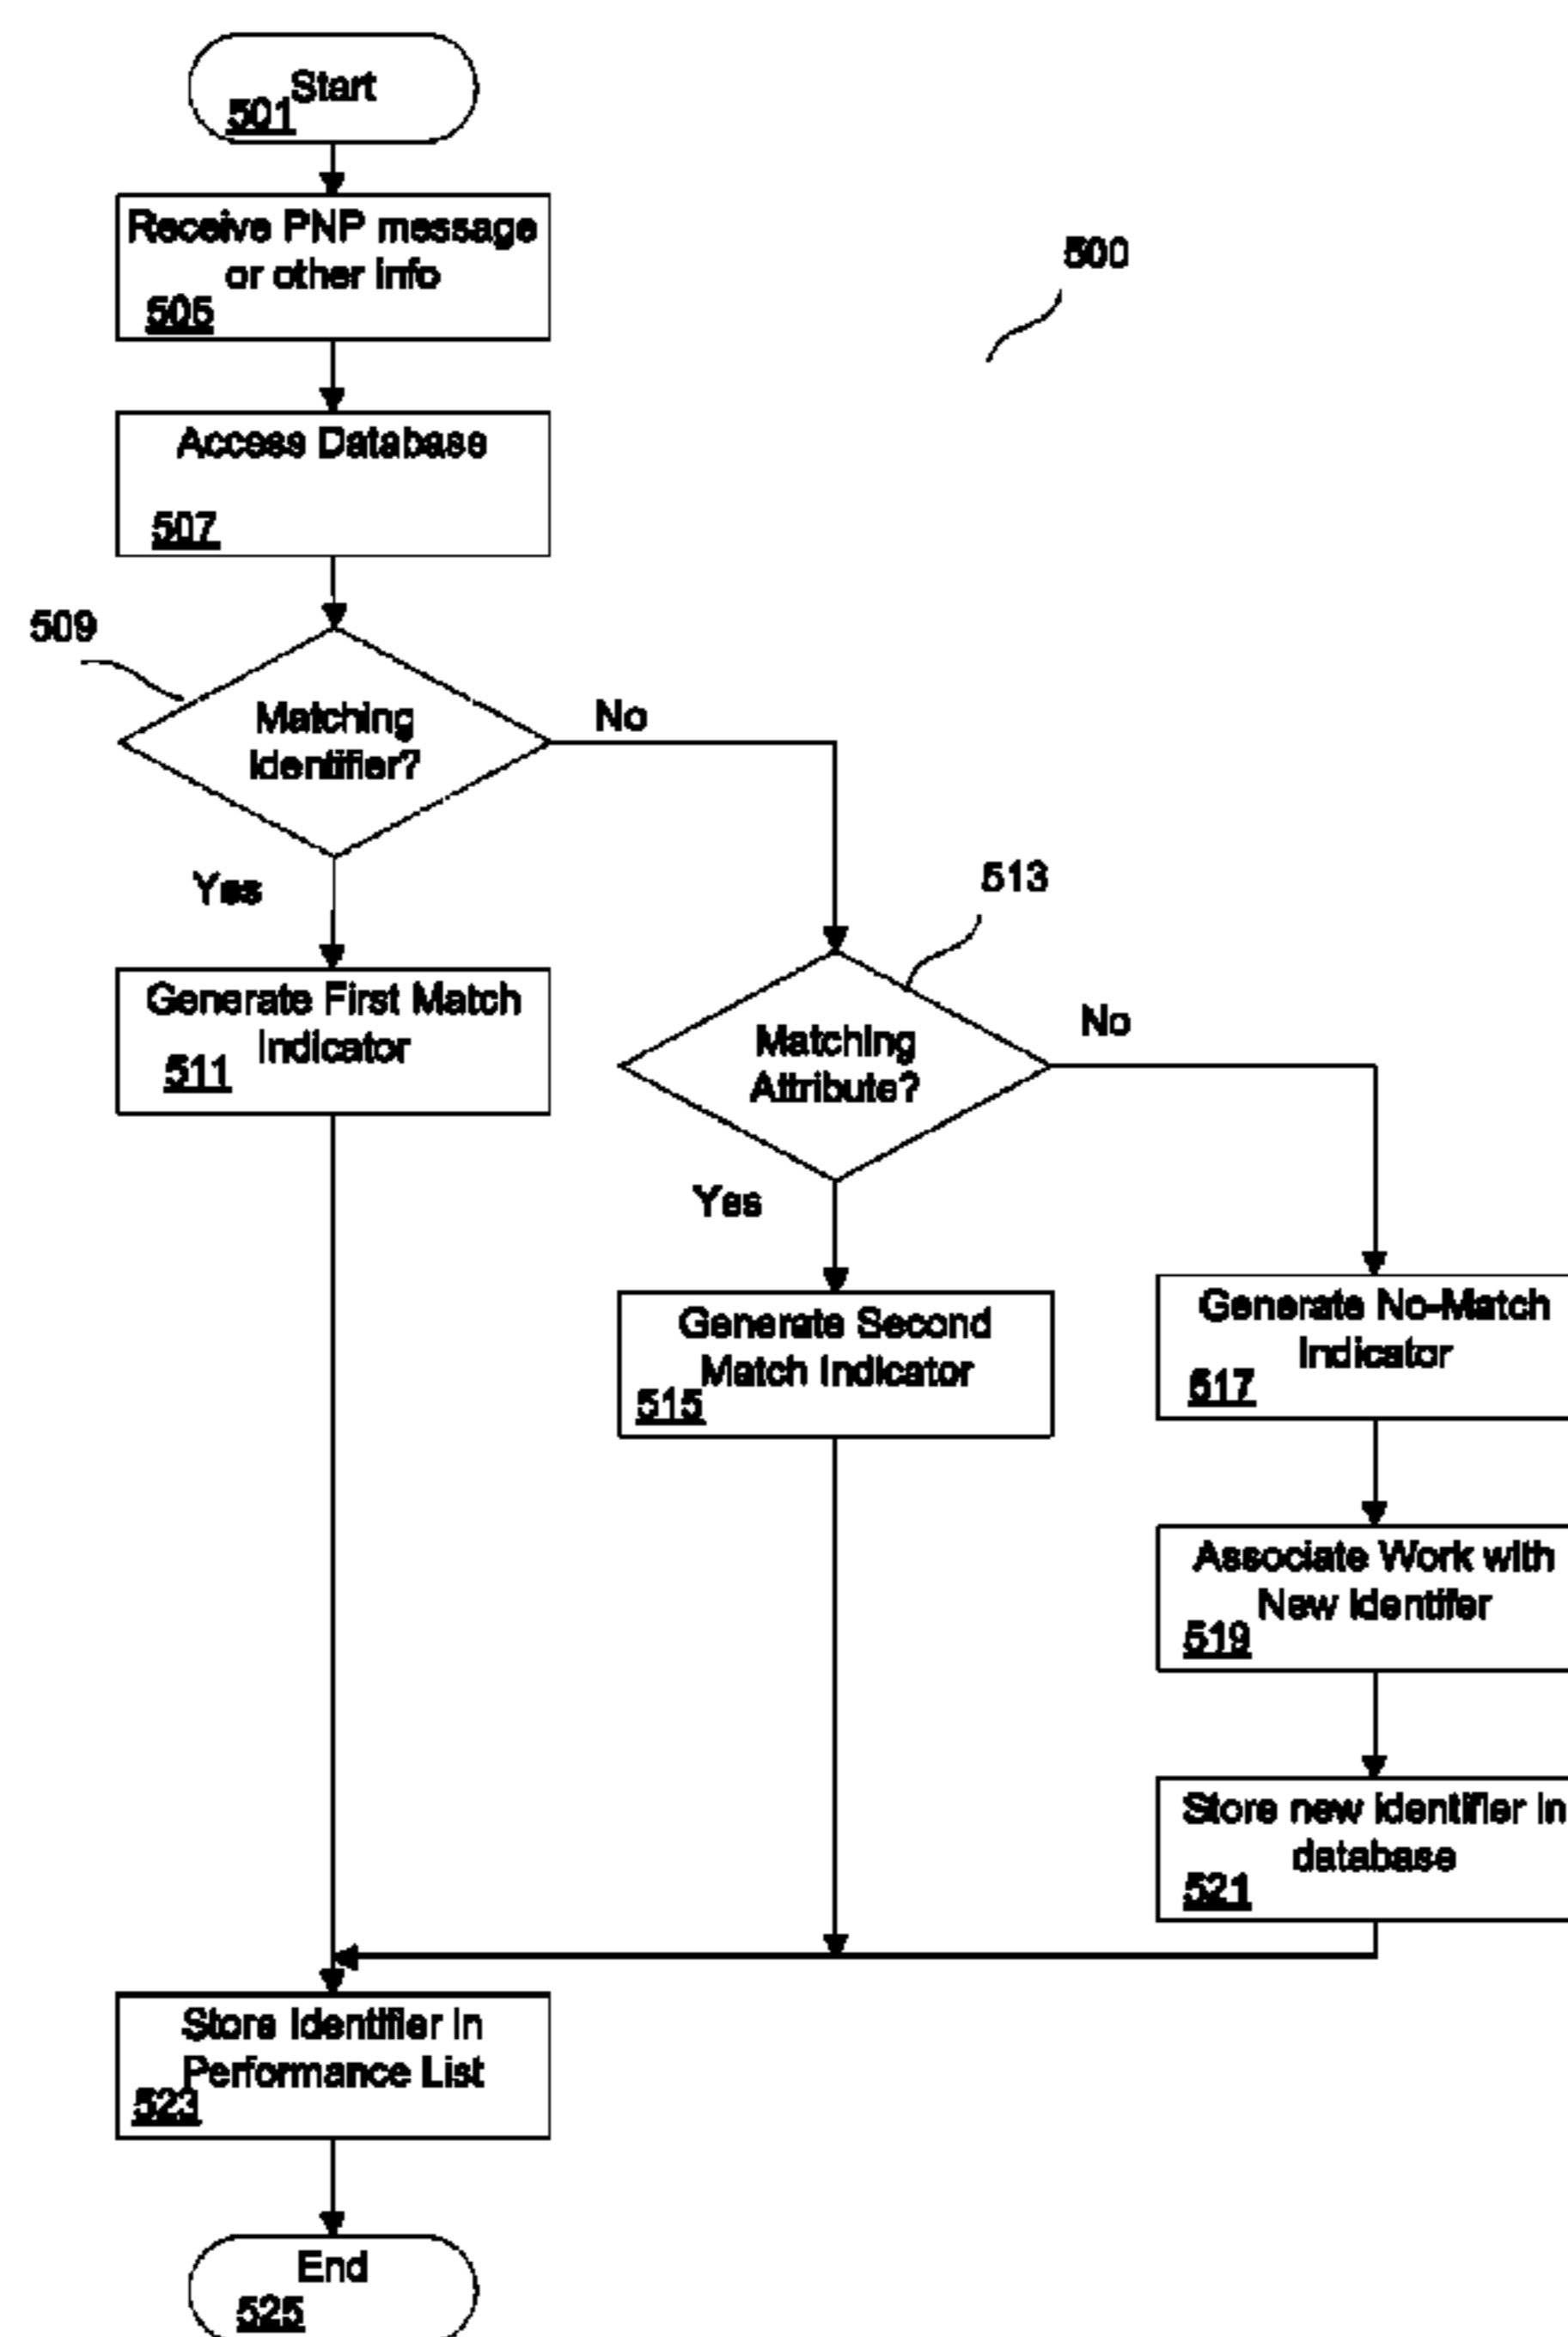 Start
501
Receive PNP message
or other info
505
500
Access Database
507
509
Matching
Identifier?
No
Yes
513
Generate First Match
Indicator
511
Matching
Attribute?
No
Yes
Generate Second
Match Indicator
515
Generate No-Match
Indicator
517
Associate Work with
New Identifer
519
Store new identifier in
database
521
Store Identifier in
Performance List
523
End
525